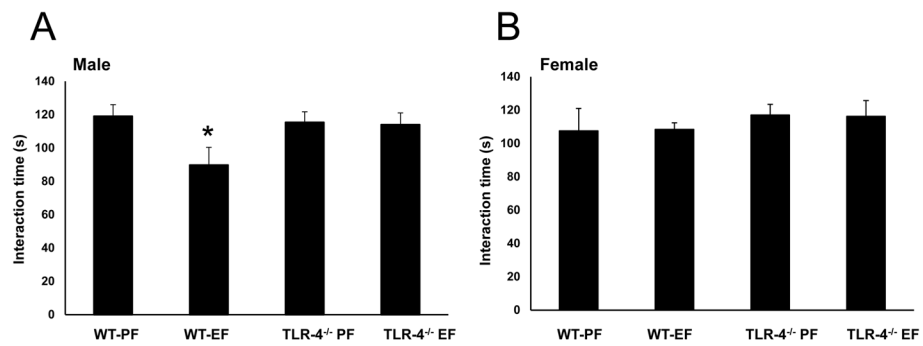 A
Male
Interaction time (s)
140
120
100
80
60
40
20
0
*
WT-PF
WT-EF
TLR-4⁻/⁻ PF
TLR-4⁻/⁻ EF
B
Female
Interaction time (s)
140
120
100
80
60
40
20
0
WT-PF
WT-EF
TLR-4⁻/⁻ PF
TLR-4⁻/⁻ EF